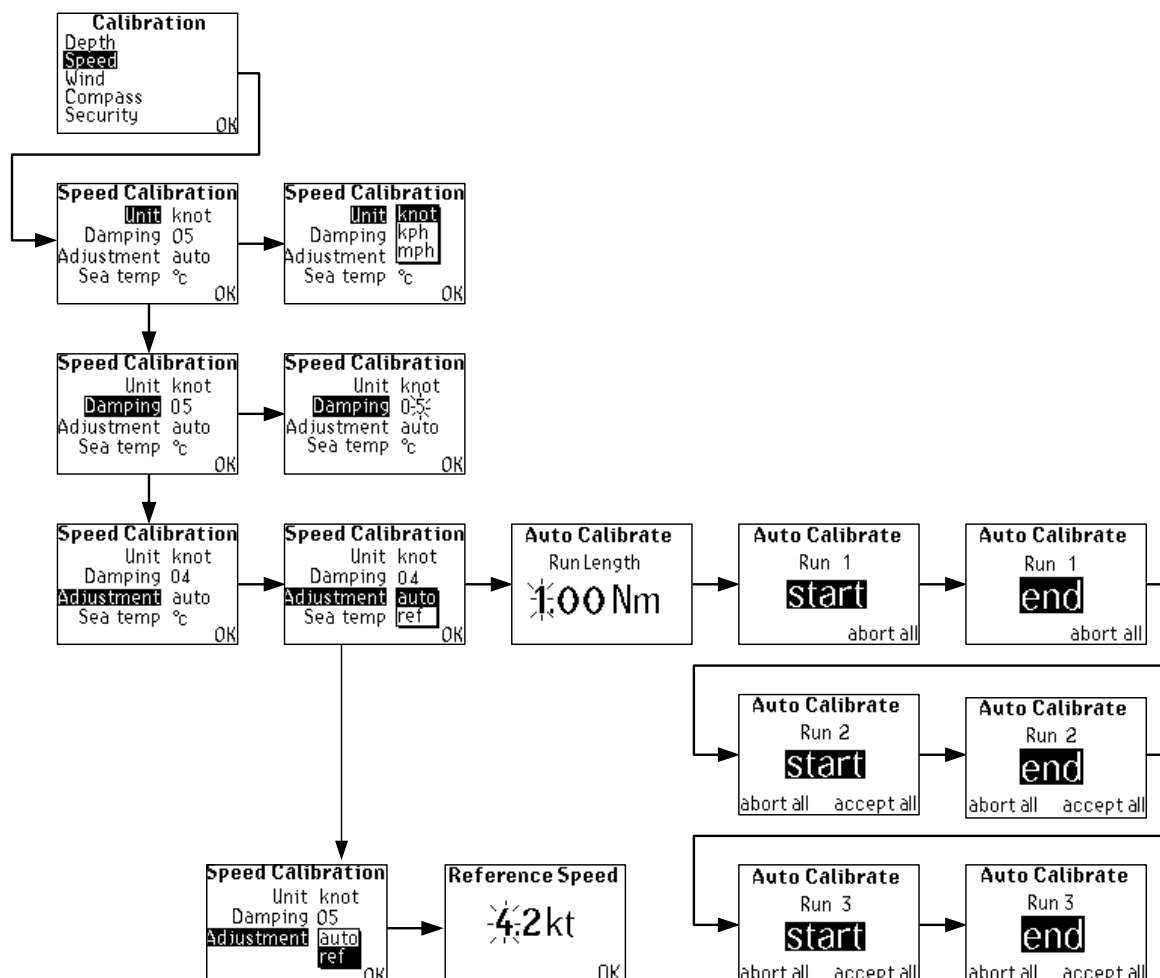 Calibration
Depth
Speed
Wind
Compass
Security
OK
Speed Calibration
Unit knot
Damping 05
Adjustment auto
Sea temp °c
OK
Speed Calibration
Unit knot
kph
Damping
mph
Adjustment
Sea temp °c
OK
Speed Calibration
Unit knot
Damping 05
Adjustment auto
Sea temp °c
OK
Speed Calibration
Unit knot
Damping 05
Adjustment auto
Sea temp °c
OK
Speed Calibration
Unit knot
Damping 04
Adjustment auto
Sea temp °c
OK
Speed Calibration
Unit knot
Damping 04
Adjustment auto
Sea temp ref
OK
Auto Calibrate
Run Length
1.00 Nm
Auto Calibrate
Run 1
start
abort all
Auto Calibrate
Run 1
end
abort all
Auto Calibrate
Run 2
start
abort all accept all
Auto Calibrate
Run 2
end
abort all accept all
Speed Calibration
Unit knot
Damping 05
Adjustment auto
ref
OK
Reference Speed
4.2kt
OK
Auto Calibrate
Run 3
start
abort all accept all
Auto Calibrate
Run 3
end
abort all accept all